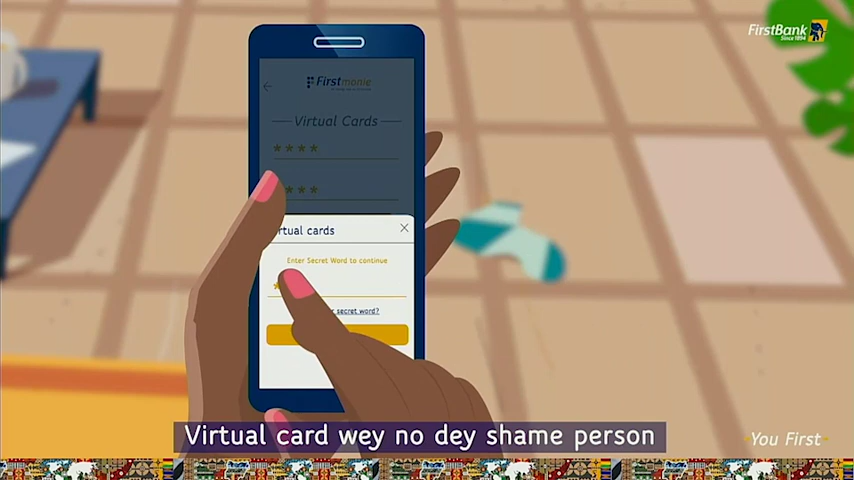 FirstBank
Since 1894
Firstmonie
Virtual Cards
****
****
rtual cards
Enter Secret Word to continue
*
r secret word?
Virtual card wey no dey shame person
You First